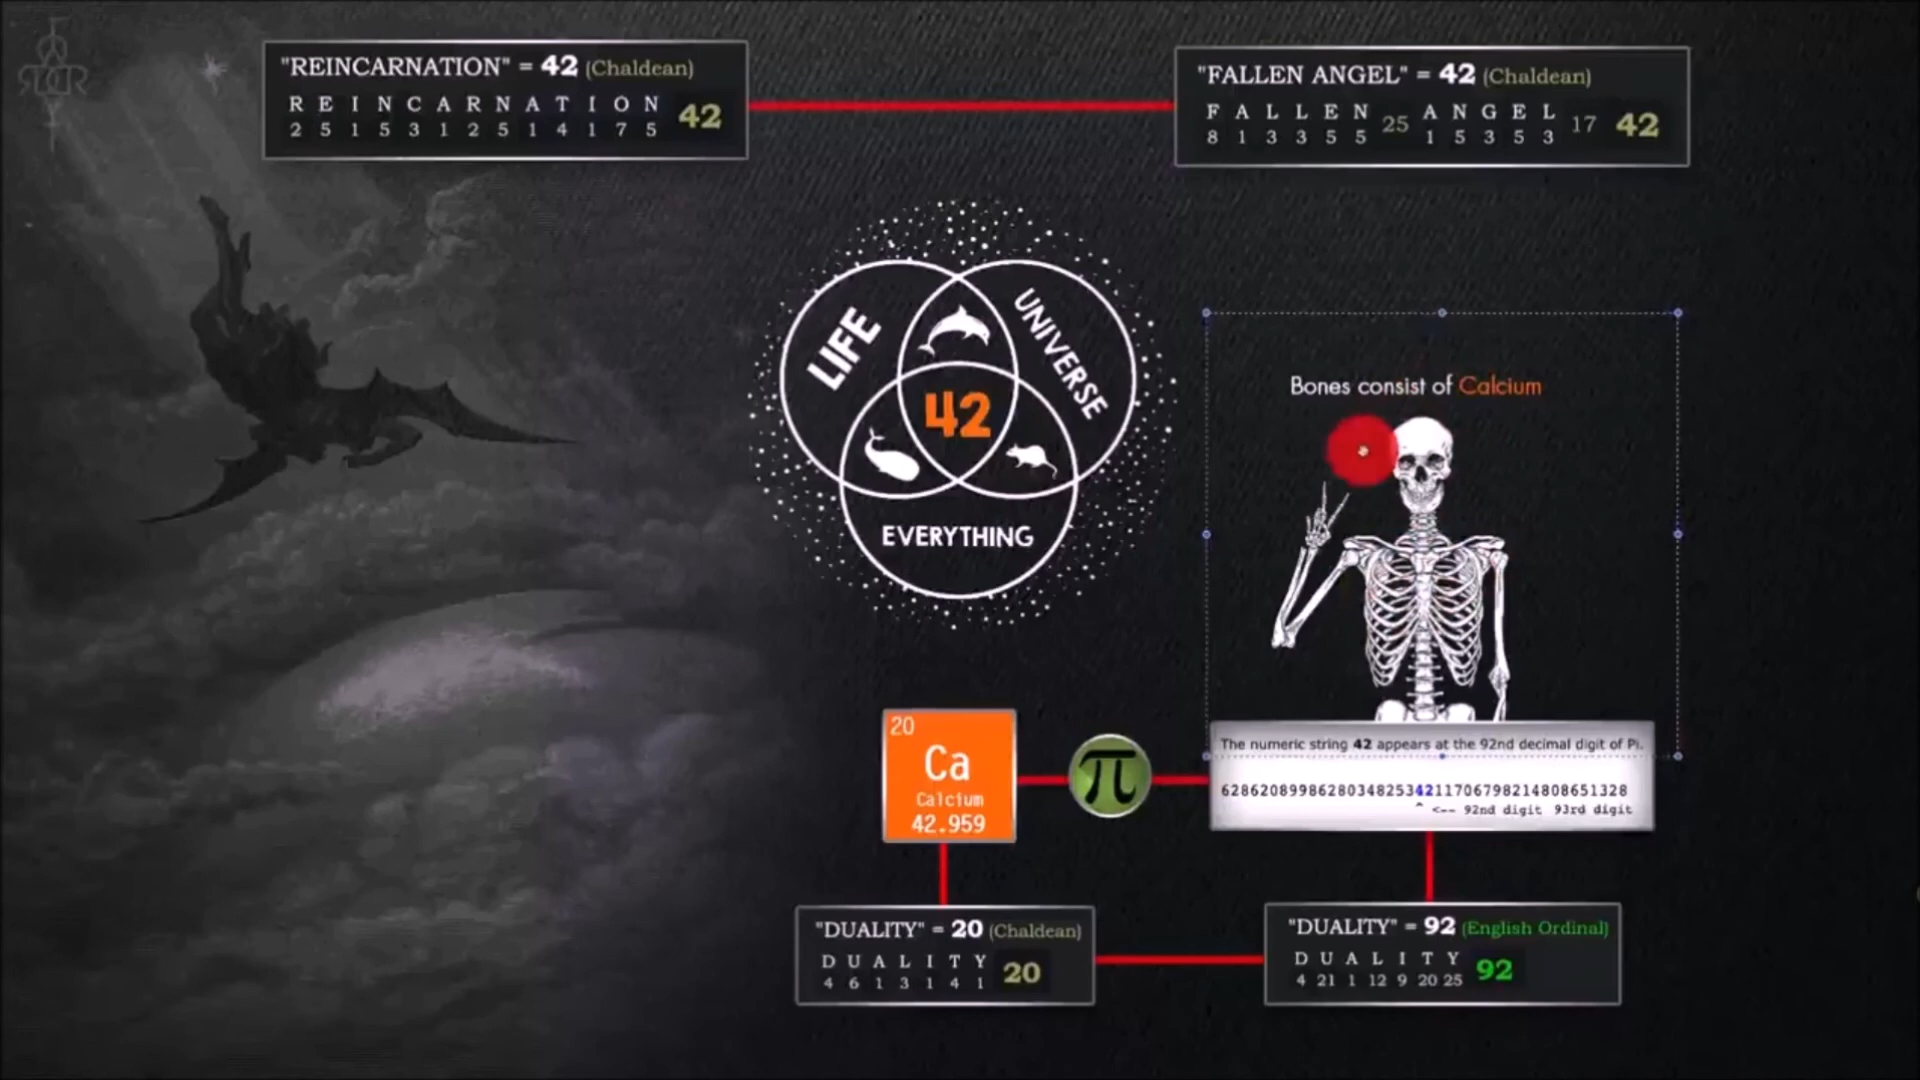 "REINCARNATION" = 42 (Chaldean)
R E I N C A R N A T I O N
2 5 1 5 3 1 2 5 1 4 1 7 5 42
"FALLEN ANGEL" = 42 (Chaldean)
F A L L E N 25 A N G E L 17 42
8 1 3 3 5 5 1 5 3 5 3
LIFE
UNIVERSE
42
EVERYTHING
Bones consist of Calcium
20
Ca
Calcium
42.959
π
The numeric string 42 appears at the 92nd decimal digit of Pi.
62862089986280348253421170679821480865​1328
^ <-- 92nd digit 93rd digit
"DUALITY" = 20 (Chaldean)
D U A L I T Y
4 6 1 3 1 4 1 20
"DUALITY" = 92 (English Ordinal)
D U A L I T Y
4 21 1 12 9 20 25 92